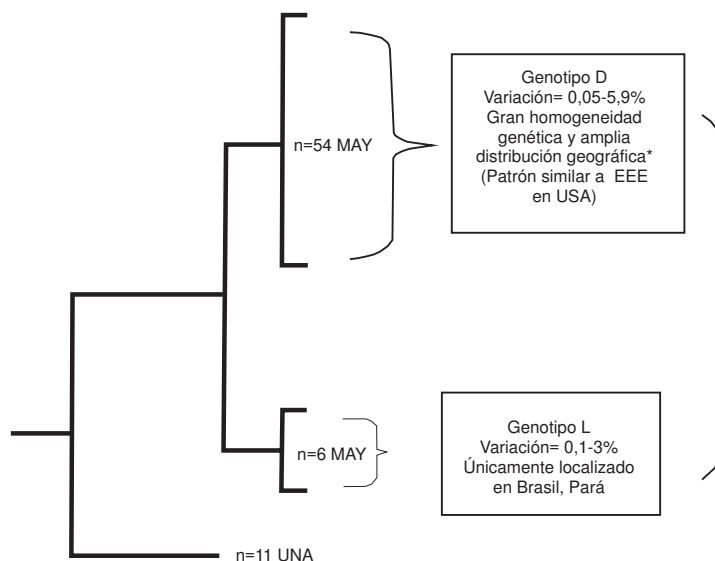 Genotipo D
Variación= 0,05-5,9%
Gran homogeneidad
genética y amplia
distribución geográfica*
(Patrón similar a EEE
en USA)
n=54 MAY
Genotipo L
Variación= 0,1-3%
Únicamente localizado
en Brasil, Pará
n=6 MAY
n=11 UNA